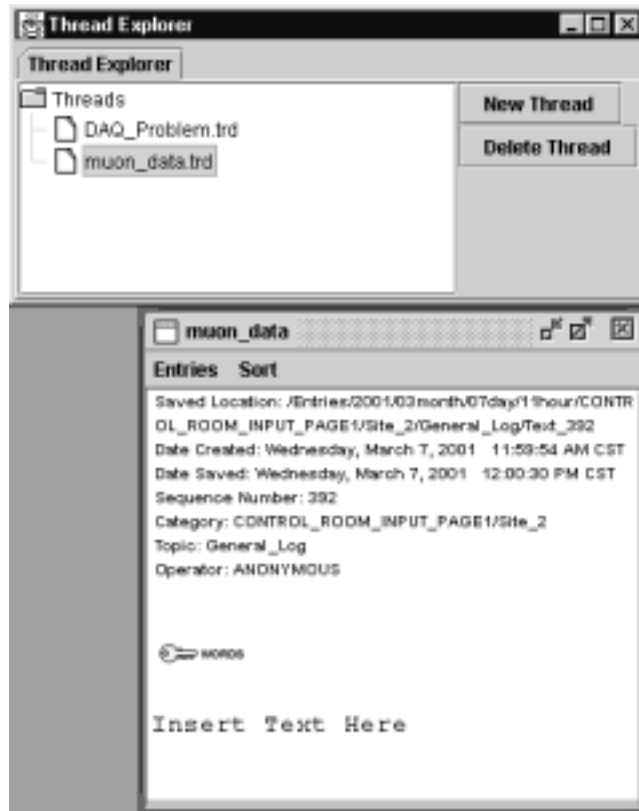 Thread Explorer
Thread Explorer
Threads
DAQ_Problem.trd
muon_data.trd
New Thread
Delete Thread
muon_data
Entries Sort
Saved Location: /Entries/2001/03month/07day/11hour/CONTR
OL_ROOM_INPUT_PAGE1/Site_2/General_Log/Text_392
Date Created: Wednesday, March 7, 2001 11:59:54 AM CST
Date Saved: Wednesday, March 7, 2001 12:00:30 PM CST
Sequence Number: 392
Category: CONTROL_ROOM_INPUT_PAGE1/Site_2
Topic: General_Log
Operator: ANONYMOUS
WORDS
Insert Text Here